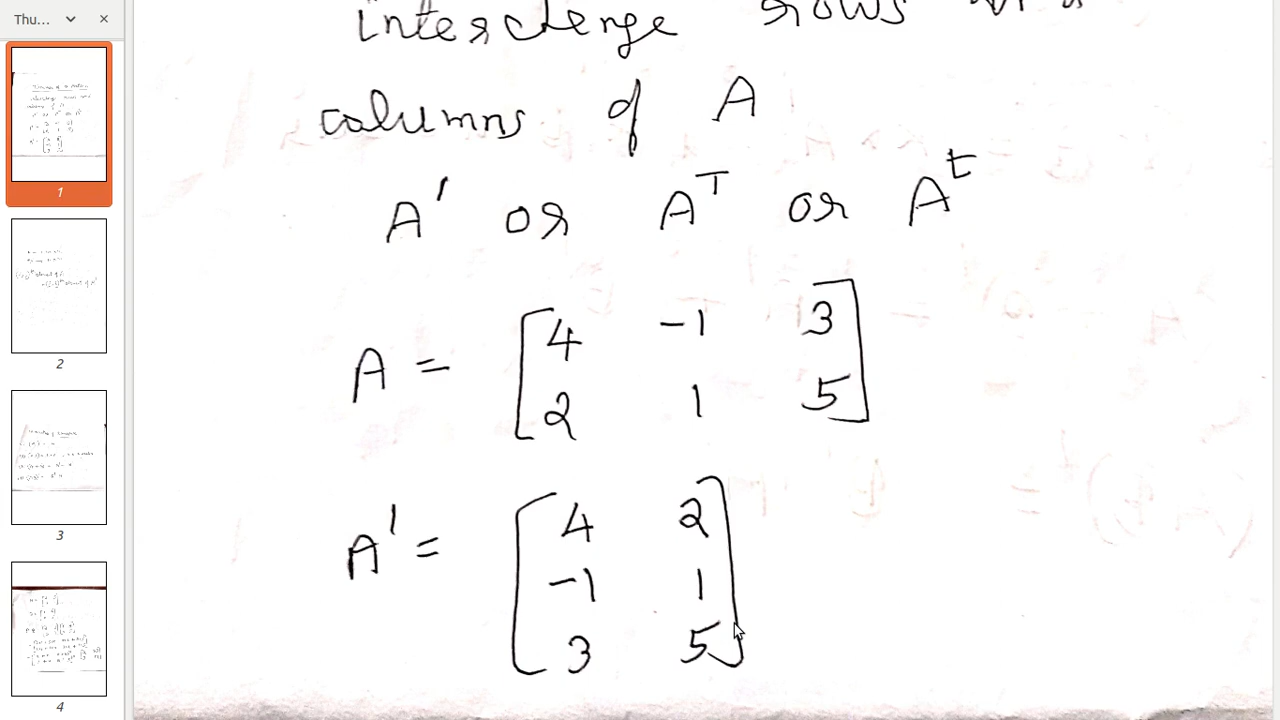 Thu...
1
2
3
4
interchange rows and
columns of A
A' or A^T or A^t
A = [4 -1 3
2 1 5]
A' = [4 2
-1 1
3 5]